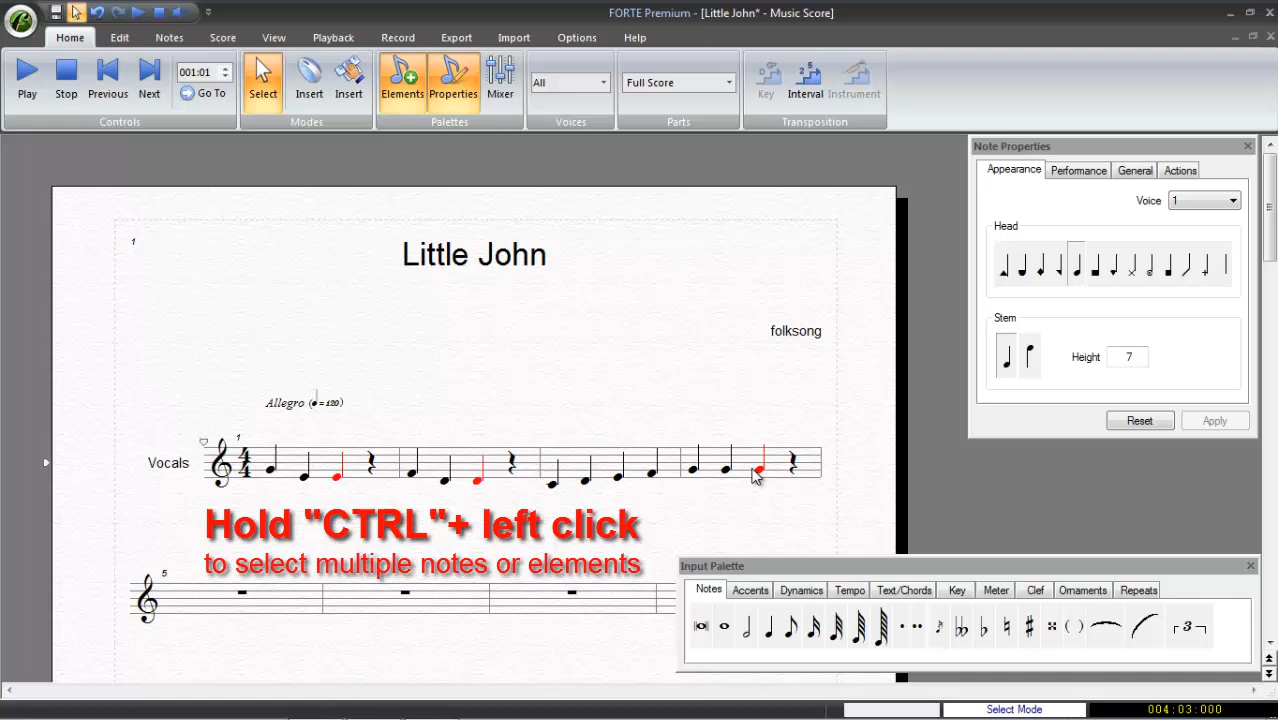 FORTE Premium - [Little John* - Music Score]
Home Edit Notes Score View Playback Record Export Import Options Help
001:01
Go To
Play Stop Previous Next
Select Insert Insert
Elements Properties Mixer
All
Full Score
Key Interval Instrument
Controls Modes Palettes Voices Parts Transposition
Note Properties
Appearance Performance General Actions
Voice 1
Head
Stem
Height 7
Reset Apply
1
Little John
folksong
Allegro (♩=120)
1
Vocals
4
4
Hold "CTRL"+ left click
to select multiple notes or elements
5
Input Palette
Notes Accents Dynamics Tempo Text/Chords Key Meter Clef Ornaments Repeats
3
Select Mode 004:03:000